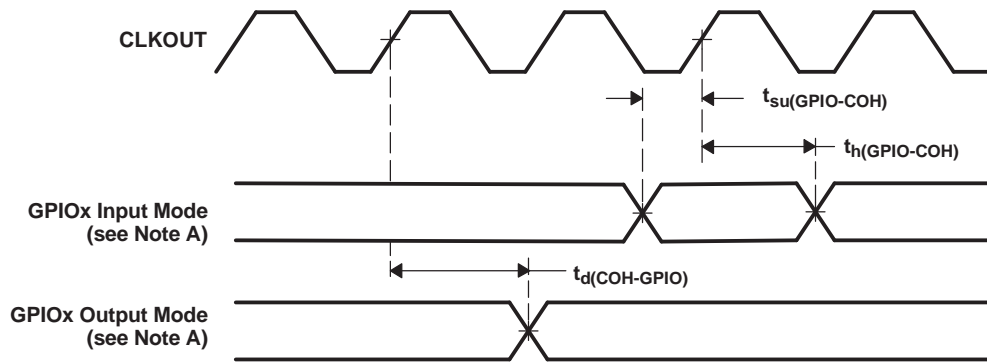 CLKOUT
tsu(GPIO-COH)
th(GPIO-COH)
GPIOx Input Mode
(see Note A)
td(COH-GPIO)
GPIOx Output Mode
(see Note A)